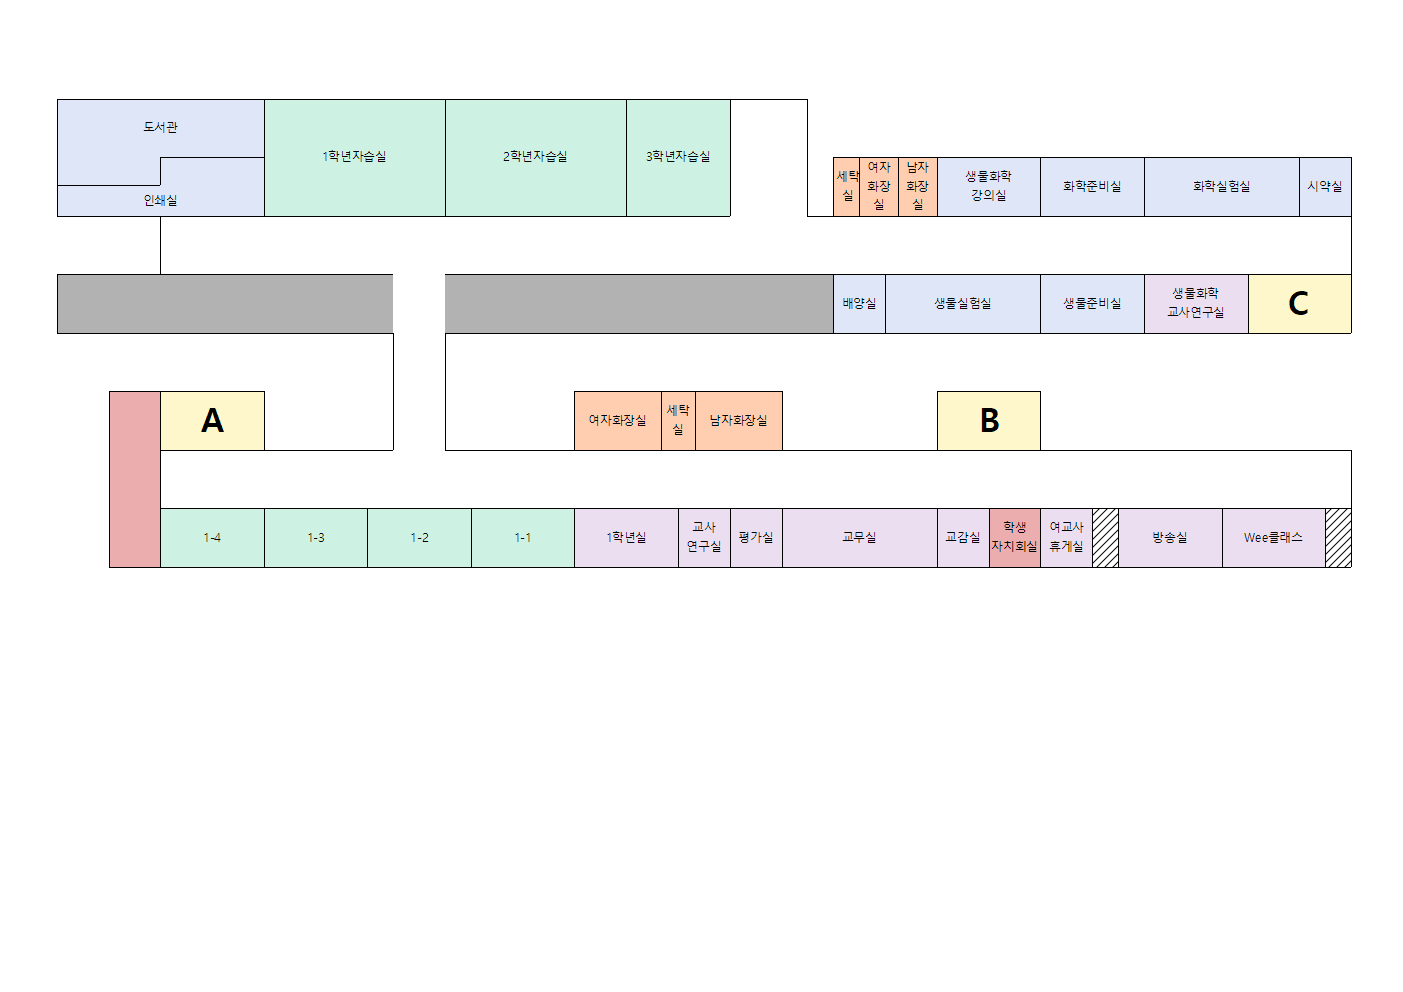 도서관
인쇄실
1학년자습실
2학년자습실
3학년자습실
세탁
실
여자
화장
실
남자
화장
실
생물화학
강의실
화학준비실
화학실험실
시약실
배양실
생물실험실
생물준비실
생물화학
교사연구실
C
A
여자화장실
세탁
실
남자화장실
B
1-4
1-3
1-2
1-1
1학년실
교사
연구실
평가실
교무실
교감실
학생
자치회실
여교사
휴게실
방송실
Wee클래스